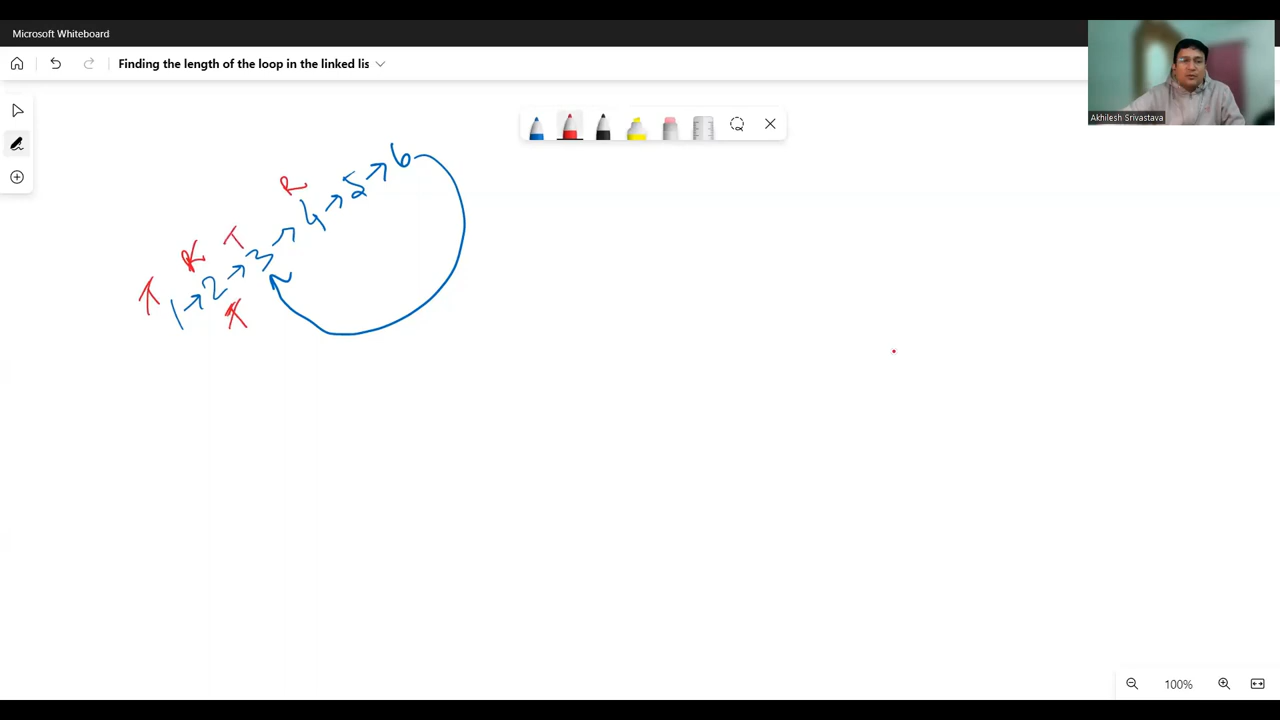 Microsoft Whiteboard
Finding the length of the loop in the linked lis
Akhilesh Srivastava
R
T
R
T
T
1 → 2 → 3 → 4 → 5 → 6
100%